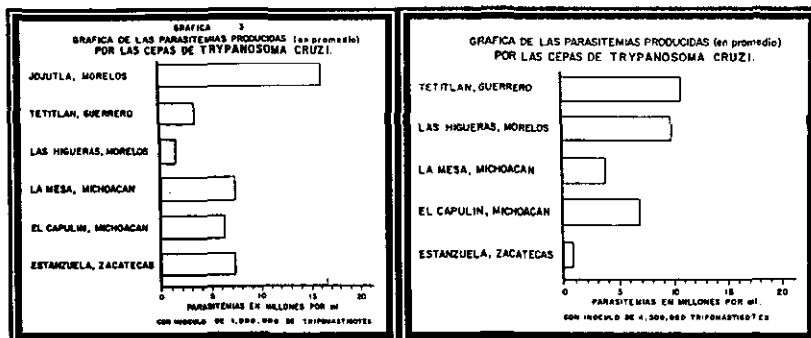 GRAFICA 3
GRAFICA DE LAS PARASITEMIAS PRODUCIDAS (en promedio)
POR LAS CEPAS DE TRYPANOSOMA CRUZI.
JOJUTLA, MORELOS
TETITLAN, GUERRERO
LAS HIGUERAS, MORELOS
LA MESA, MICHOACAN
EL CAPULIN, MICHOACAN
ESTANZUELA, ZACATECAS
0 5 10 15 20
PARASITEMIAS EN MILLONES POR ml.
CON INOCULO DE 1,000,000 DE TRIPOMASTIGOTES
GRAFICA DE LAS PARASITEMIAS PRODUCIDAS (en promedio)
POR LAS CEPAS DE TRYPANOSOMA CRUZI.
TETITLAN, GUERRERO
LAS HIGUERAS, MORELOS
LA MESA, MICHOACAN
EL CAPULIN, MICHOACAN
ESTANZUELA, ZACATECAS
0 5 10 15 20
PARASITEMIAS EN MILLONES POR ml.
CON INOCULO DE TRIPOMASTIGOTES